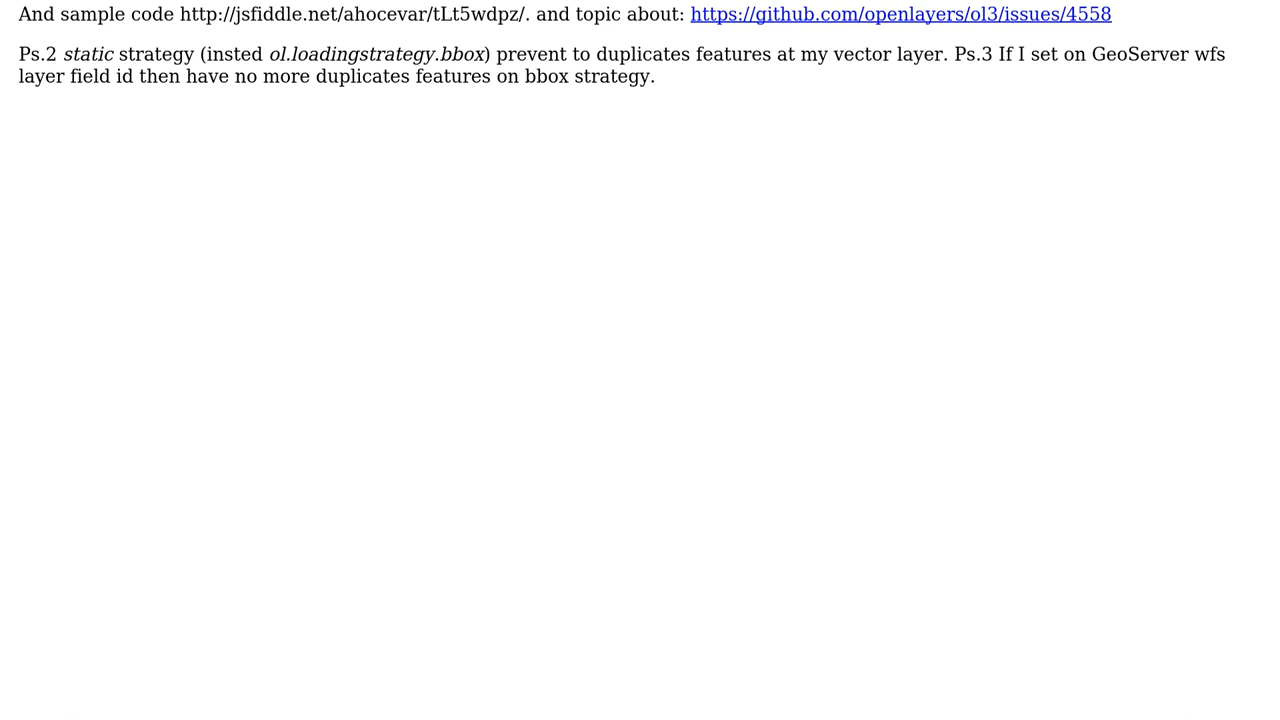 And sample code http://jsfiddle.net/ahocevar/tLt5wdpz/. and topic about: https://github.com/openlayers/ol3/issues/4558
Ps.2 static strategy (insted ol.loadingstrategy.bbox) prevent to duplicates features at my vector layer. Ps.3 If I set on GeoServer wfs
layer field id then have no more duplicates features on bbox strategy.